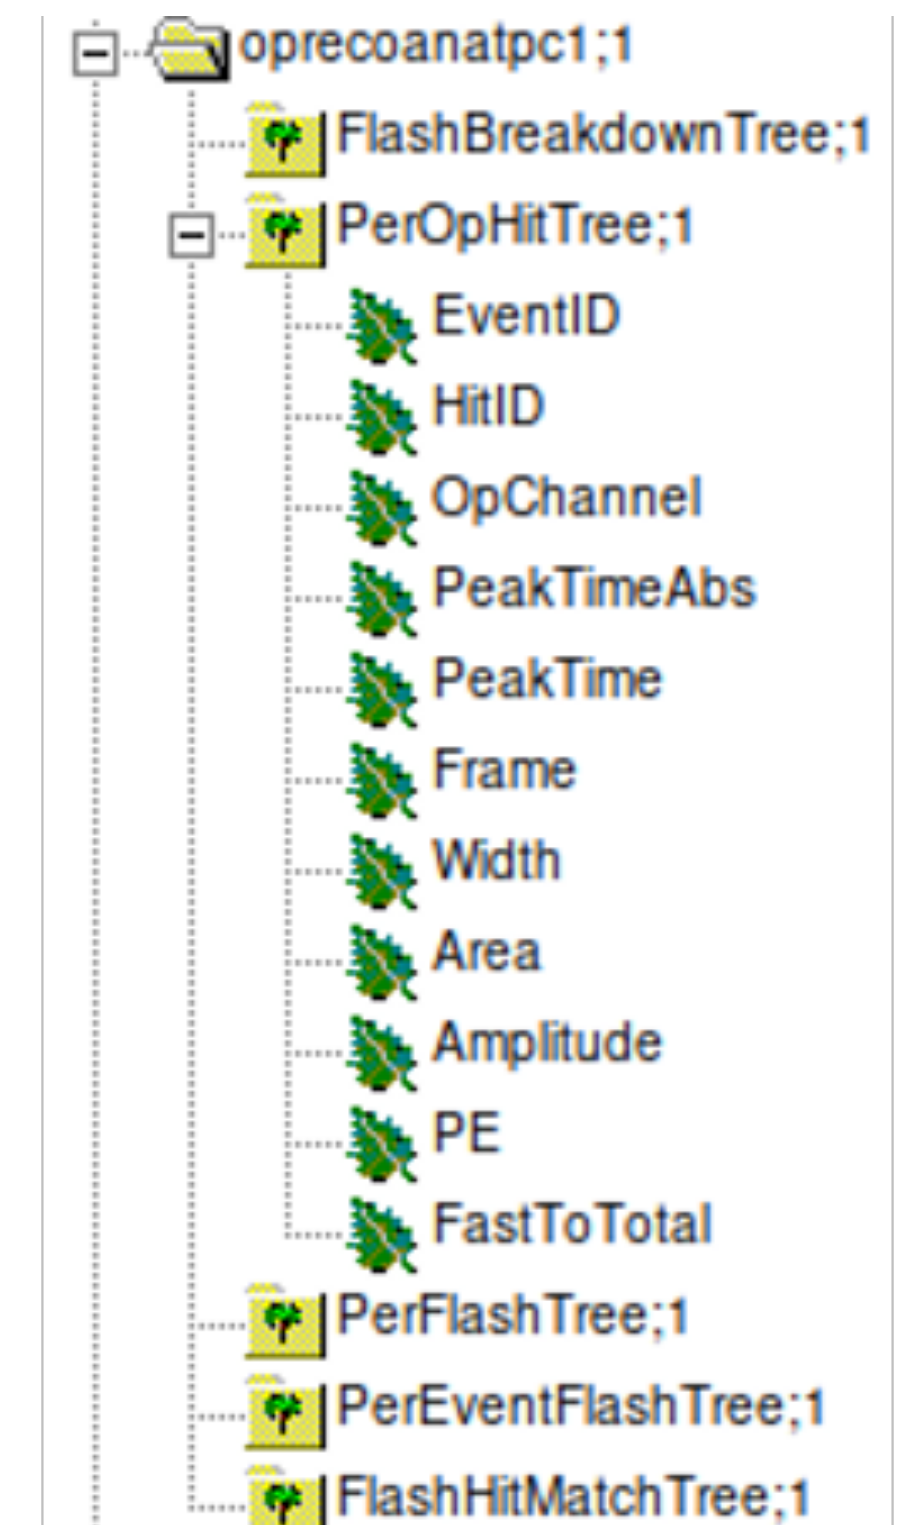 oprecoanatpc1;1
FlashBreakdownTree;1
PerOpHitTree;1
EventID
HitID
OpChannel
PeakTimeAbs
PeakTime
Frame
Width
Area
Amplitude
PE
FastToTotal
PerFlashTree;1
PerEventFlashTree;1
FlashHitMatchTree;1